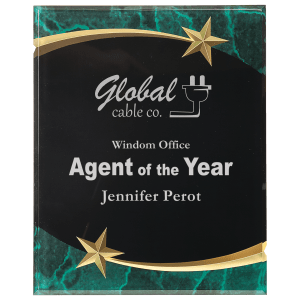 Global
cable co.
Windom Office
Agent of the Year
Jennifer Perot